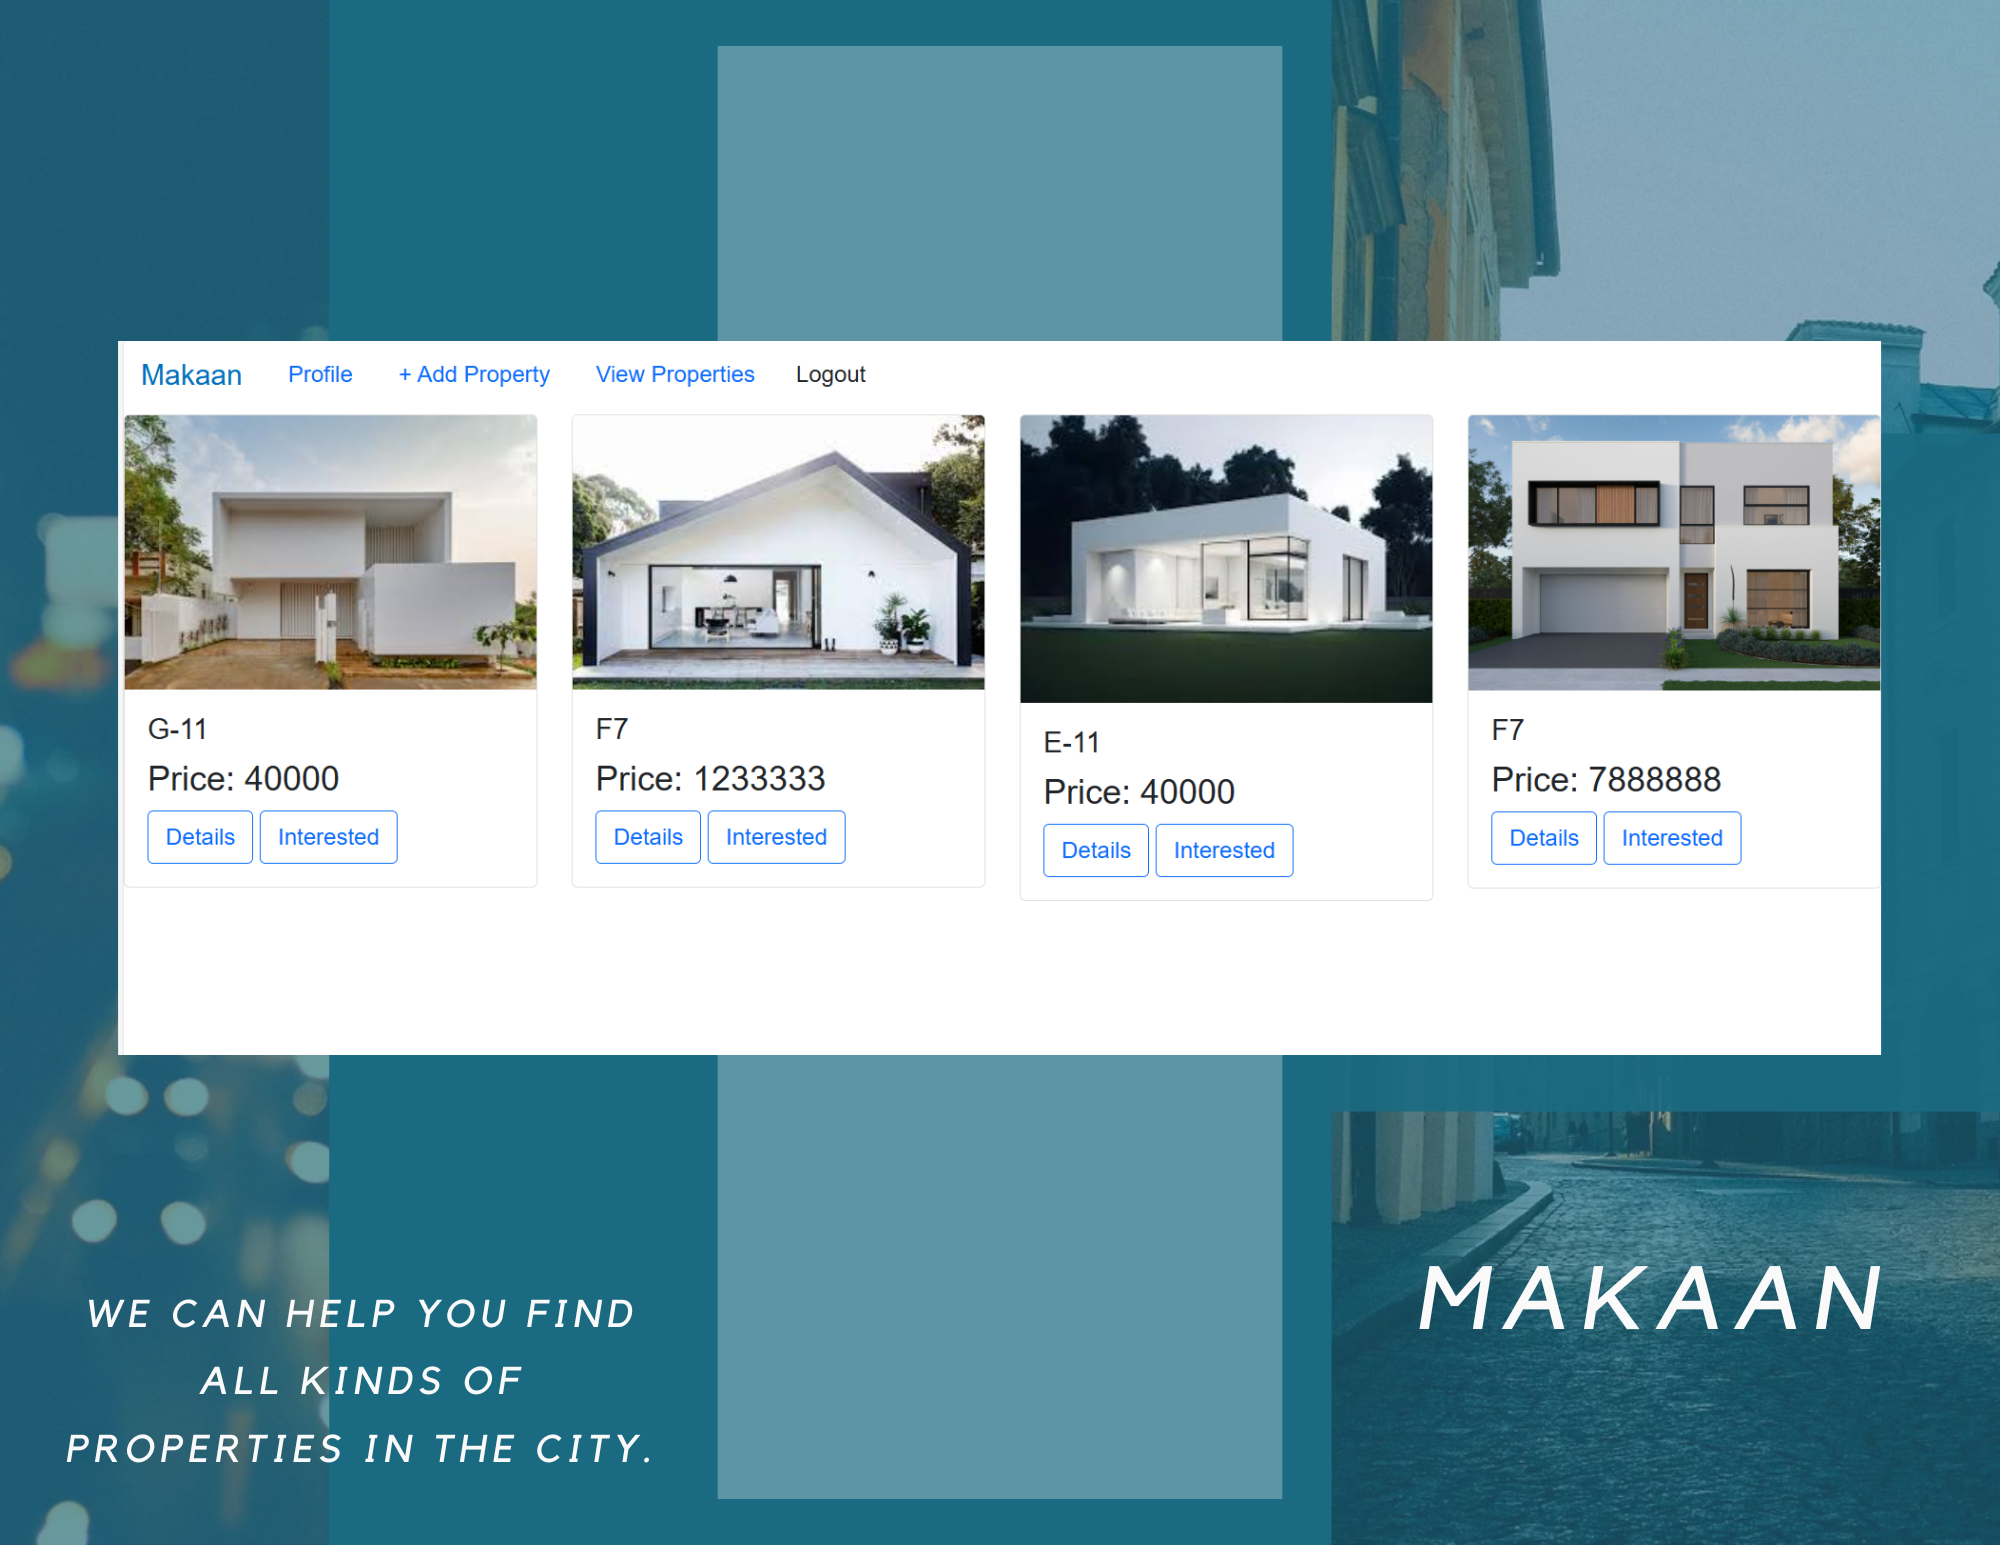 Makaan Profile + Add Property View Properties Logout
G-11
Price: 40000
Details Interested
F7
Price: 1233333
Details Interested
E-11
Price: 40000
Details Interested
F7
Price: 7888888
Details Interested
WE CAN HELP YOU FIND
ALL KINDS OF
PROPERTIES IN THE CITY.
MAKAAN